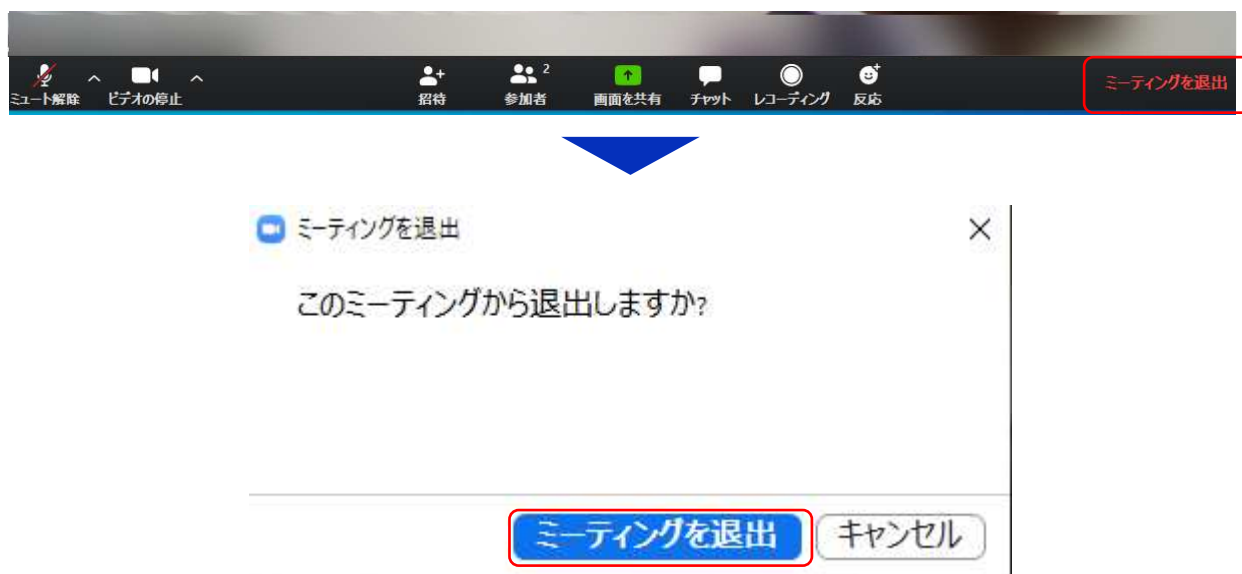 ミュート解除 ビデオの停止 招待 参加者 2 画面を共有 チャット レコーディング 反応 ミーティングを退出
ミーティングを退出
このミーティングから退出しますか?
ミーティングを退出 キャンセル